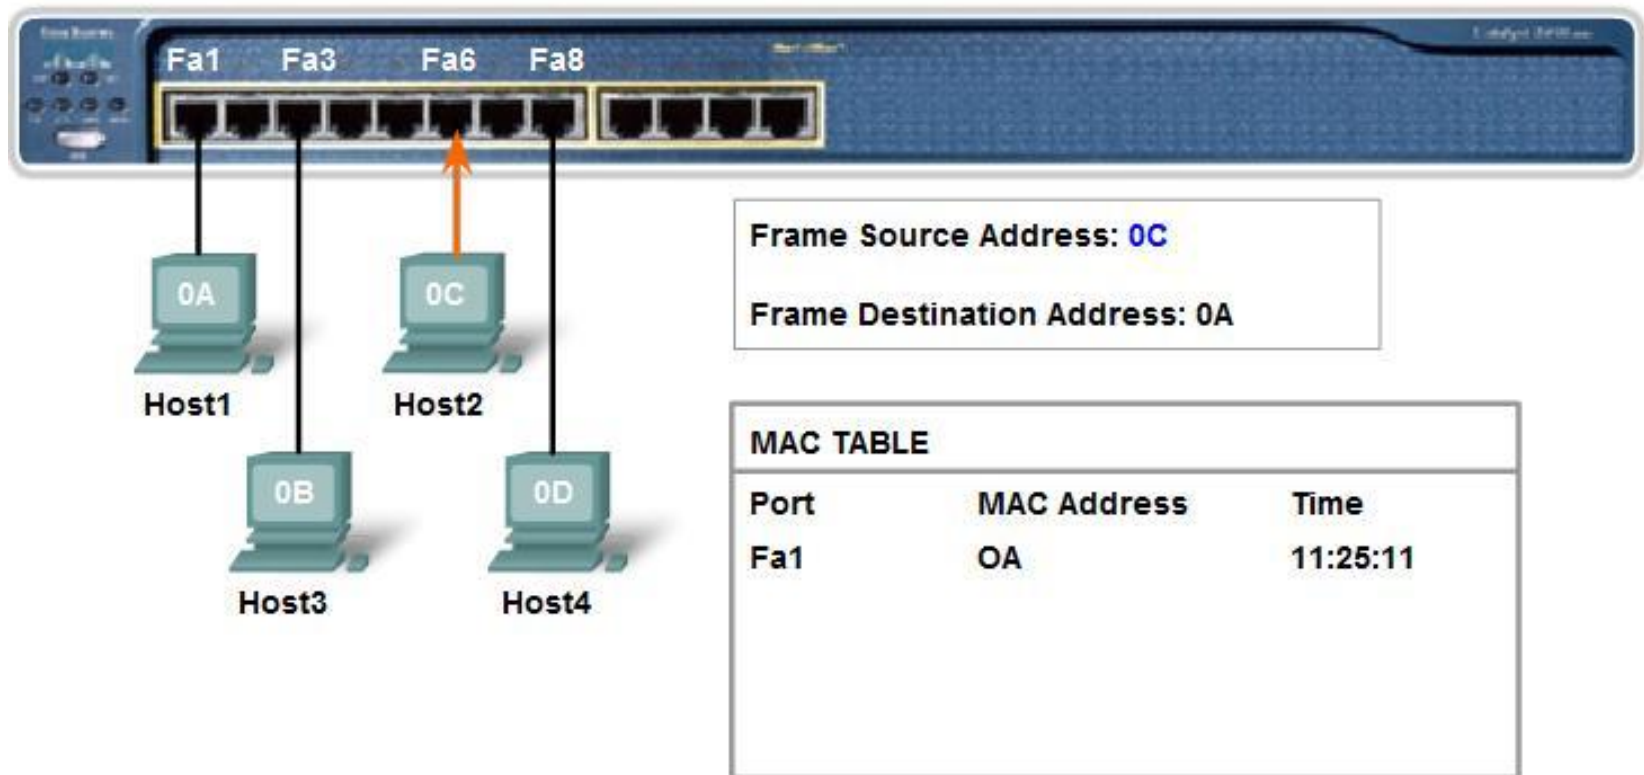 Fa1 Fa3 Fa6 Fa8
Frame Source Address: 0C
Frame Destination Address: 0A
0A
0C
Host1
Host2
0B
0D
Host3
Host4
MAC TABLE
Port MAC Address Time
Fa1 OA 11:25:11